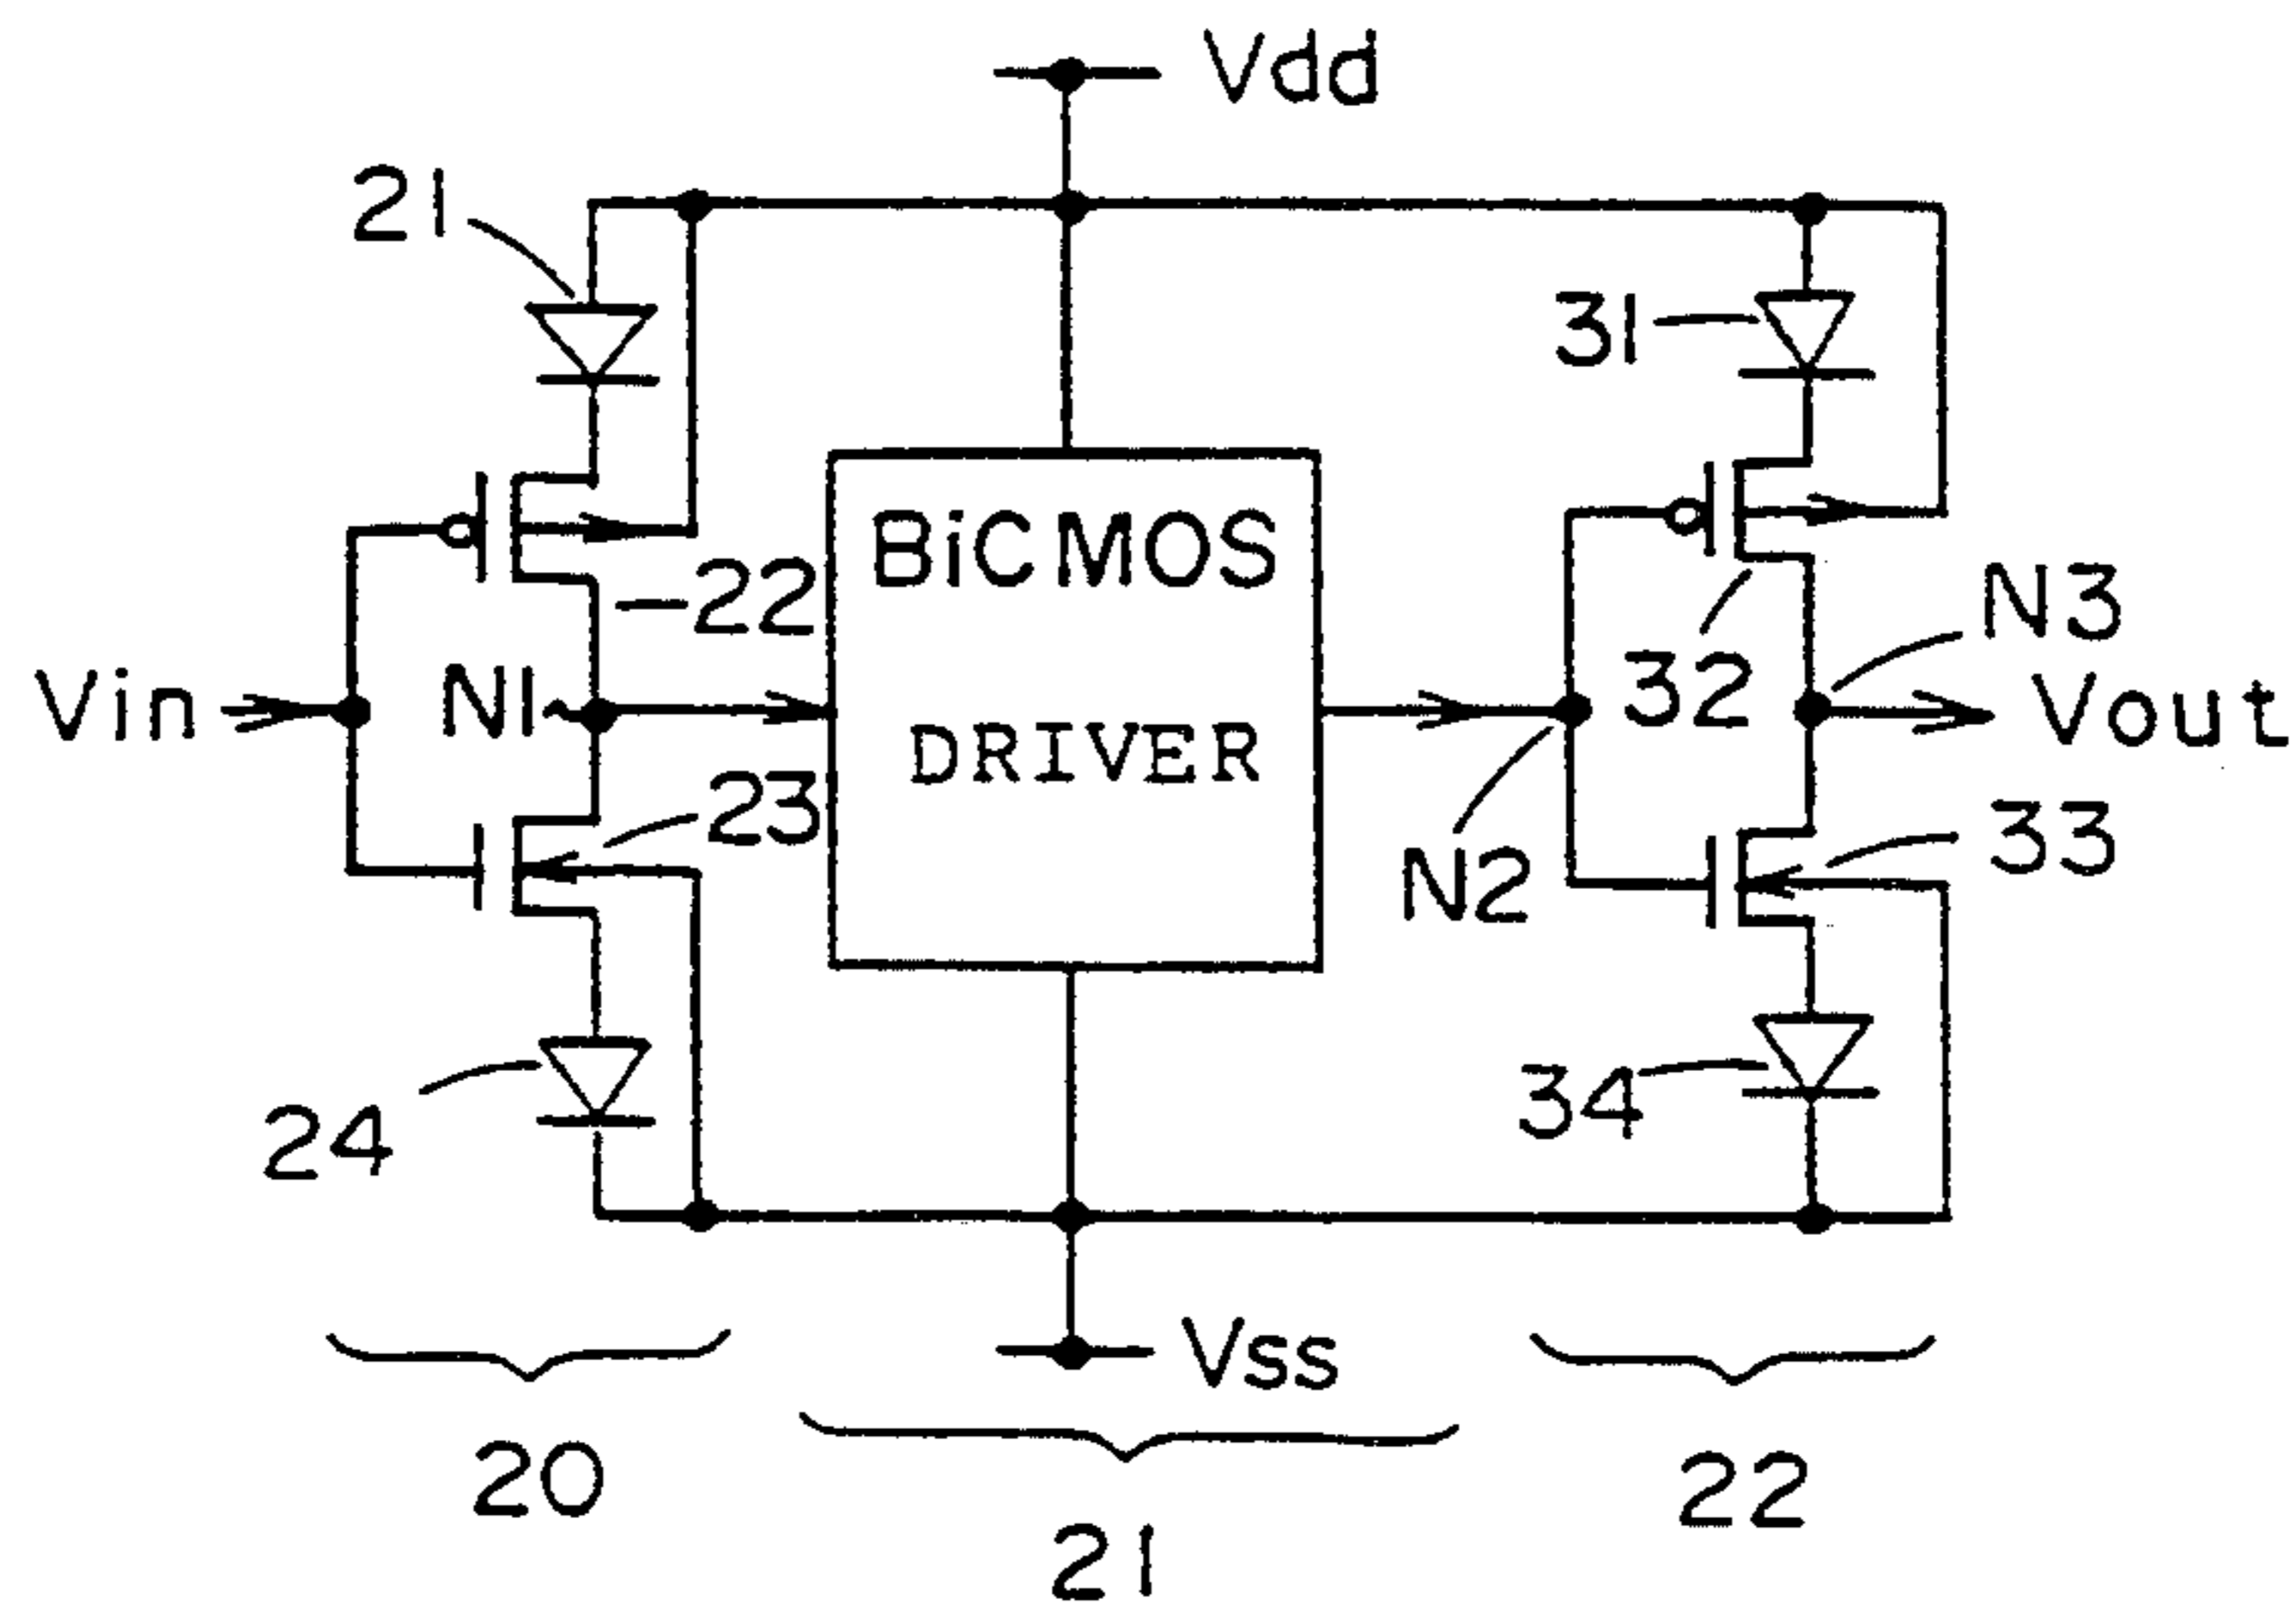 Vdd
21
31
BiCMOS
22
N3
Vin
N1
32
Vout
DRIVER
23
33
N2
24
34
Vss
20
22
21